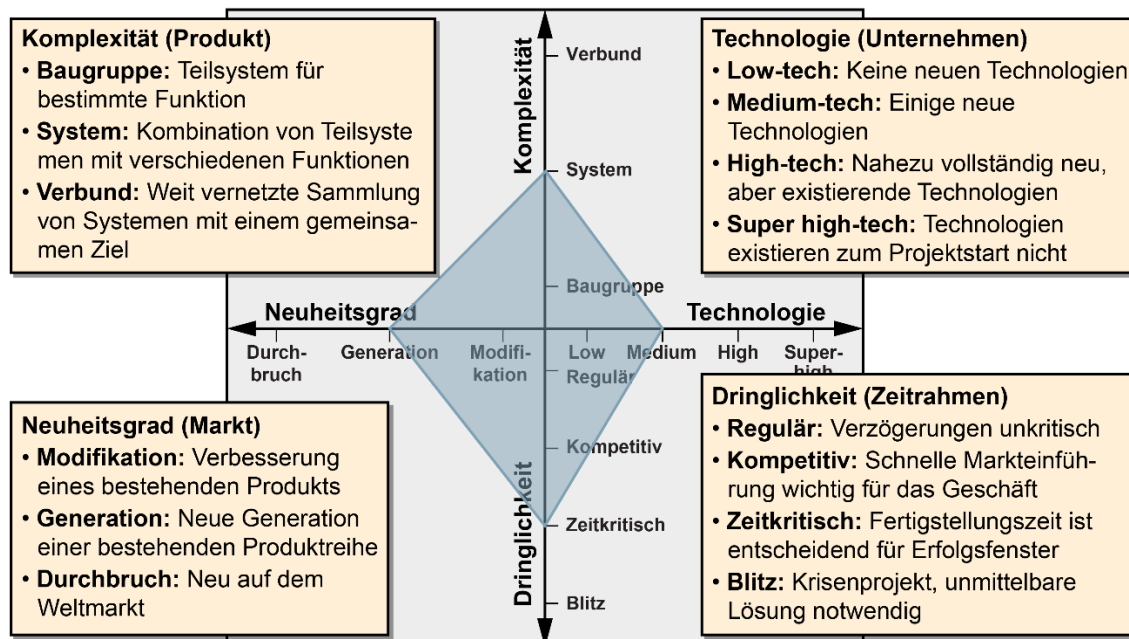 Komplexität (Produkt)
• Baugruppe: Teilsystem für
bestimmte Funktion
• System: Kombination von Teilsyste
men mit verschiedenen Funktionen
• Verbund: Weit vernetzte Sammlung
von Systemen mit einem gemeinsa-
men Ziel
Komplexität
Verbund
System
Baugruppe
Technologie (Unternehmen)
• Low-tech: Keine neuen Technologien
• Medium-tech: Einige neue
Technologien
• High-tech: Nahezu vollständig neu,
aber existierende Technologien
• Super high-tech: Technologien
existieren zum Projektstart nicht
Neuheitsgrad
Technologie
Durch-
bruch
Generation
Modifi-
kation
Low
Medium
High
Super-
high
Regulär
Kompetitiv
Zeitkritisch
Blitz
Dringlichkeit
Neuheitsgrad (Markt)
• Modifikation: Verbesserung
eines bestehenden Produkts
• Generation: Neue Generation
einer bestehenden Produktreihe
• Durchbruch: Neu auf dem
Weltmarkt
Dringlichkeit (Zeitrahmen)
• Regulär: Verzögerungen unkritisch
• Kompetitiv: Schnelle Markteinfüh-
rung wichtig für das Geschäft
• Zeitkritisch: Fertigstellungszeit ist
entscheidend für Erfolgsfenster
• Blitz: Krisenprojekt, unmittelbare
Lösung notwendig